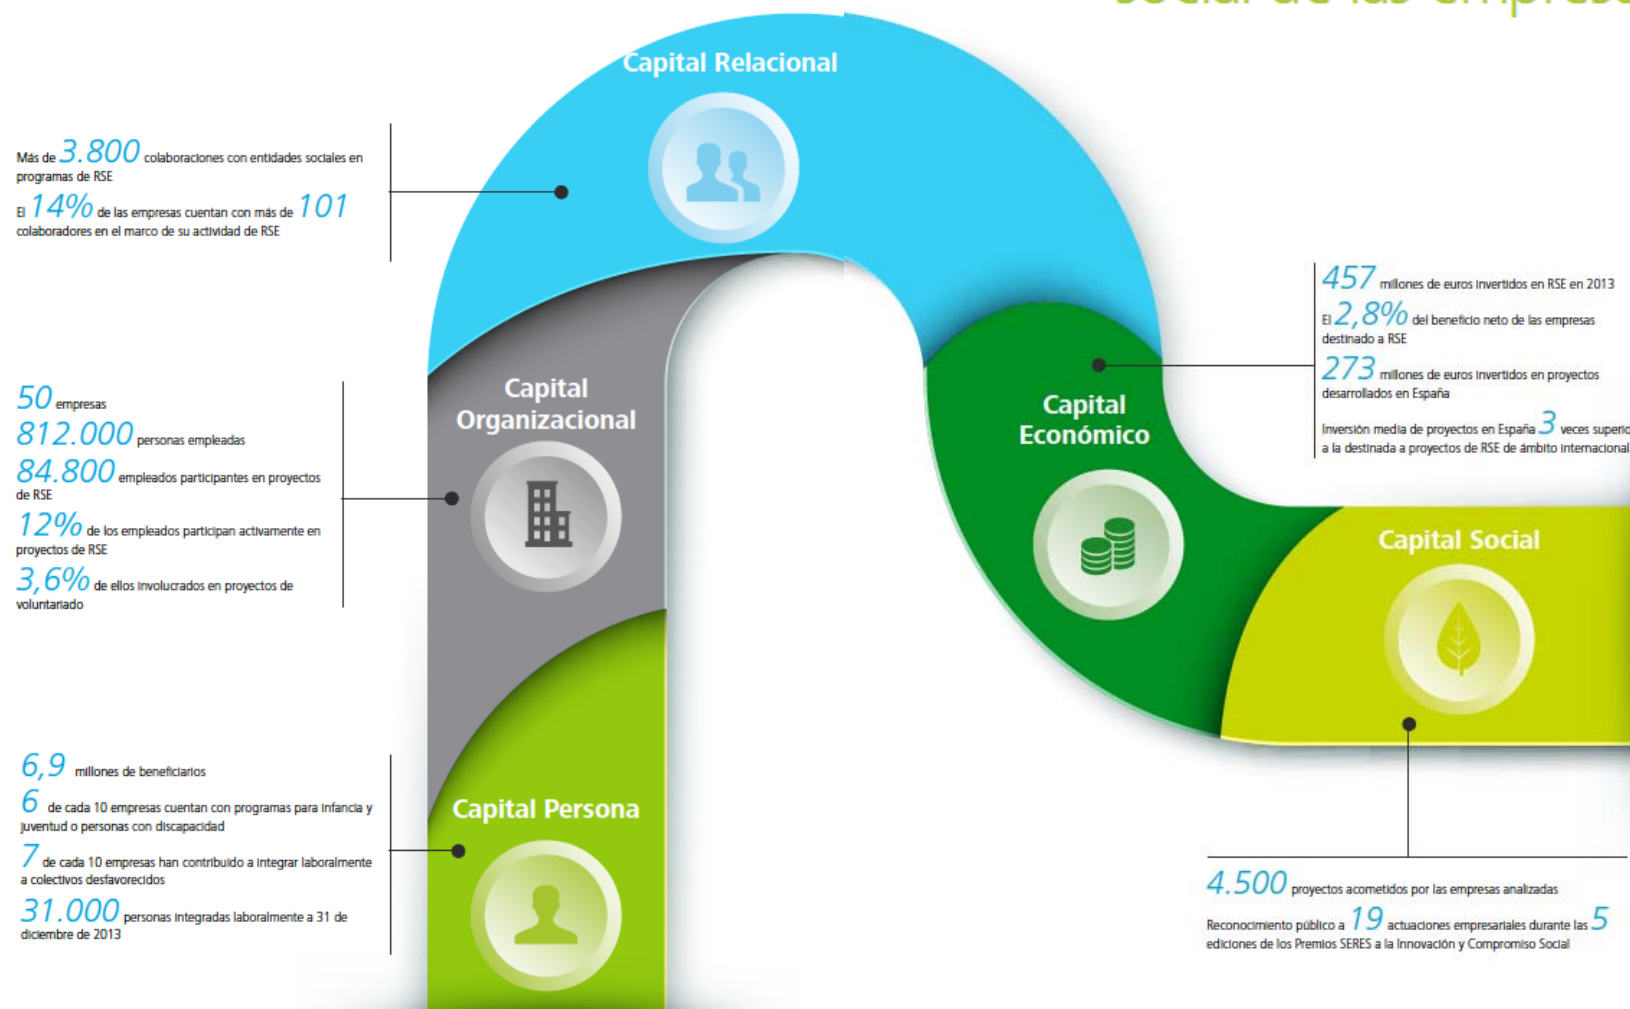 social de las empres
Capital Relacional
Más de 3.800 colaboraciones con entidades sociales en
programas de RSE
El 14% de las empresas cuentan con más de 101
colaboradores en el marco de su actividad de RSE
457 millones de euros invertidos en RSE en 2013
El 2,8% del beneficio neto de las empresas
destinado a RSE
273 millones de euros invertidos en proyectos
desarrollados en España
Inversión media de proyectos en España 3 veces superio
a la destinada a proyectos de RSE de ámbito internacional
Capital
Organizacional
50 empresas
812.000 personas empleadas
84.800 empleados participantes en proyectos
de RSE
12% de los empleados participan activamente en
proyectos de RSE
3,6% de ellos involucrados en proyectos de
voluntariado
Capital
Económico
Capital Social
6,9 millones de beneficiarios
6 de cada 10 empresas cuentan con programas para infancia y
juventud o personas con discapacidad
7 de cada 10 empresas han contribuido a integrar laboralmente
a colectivos desfavorecidos
31.000 personas integradas laboralmente a 31 de
diciembre de 2013
Capital Persona
4.500 proyectos acometidos por las empresas analizadas
Reconocimiento público a 19 actuaciones empresariales durante las 5
ediciones de los Premios SERES a la Innovación y Compromiso Social